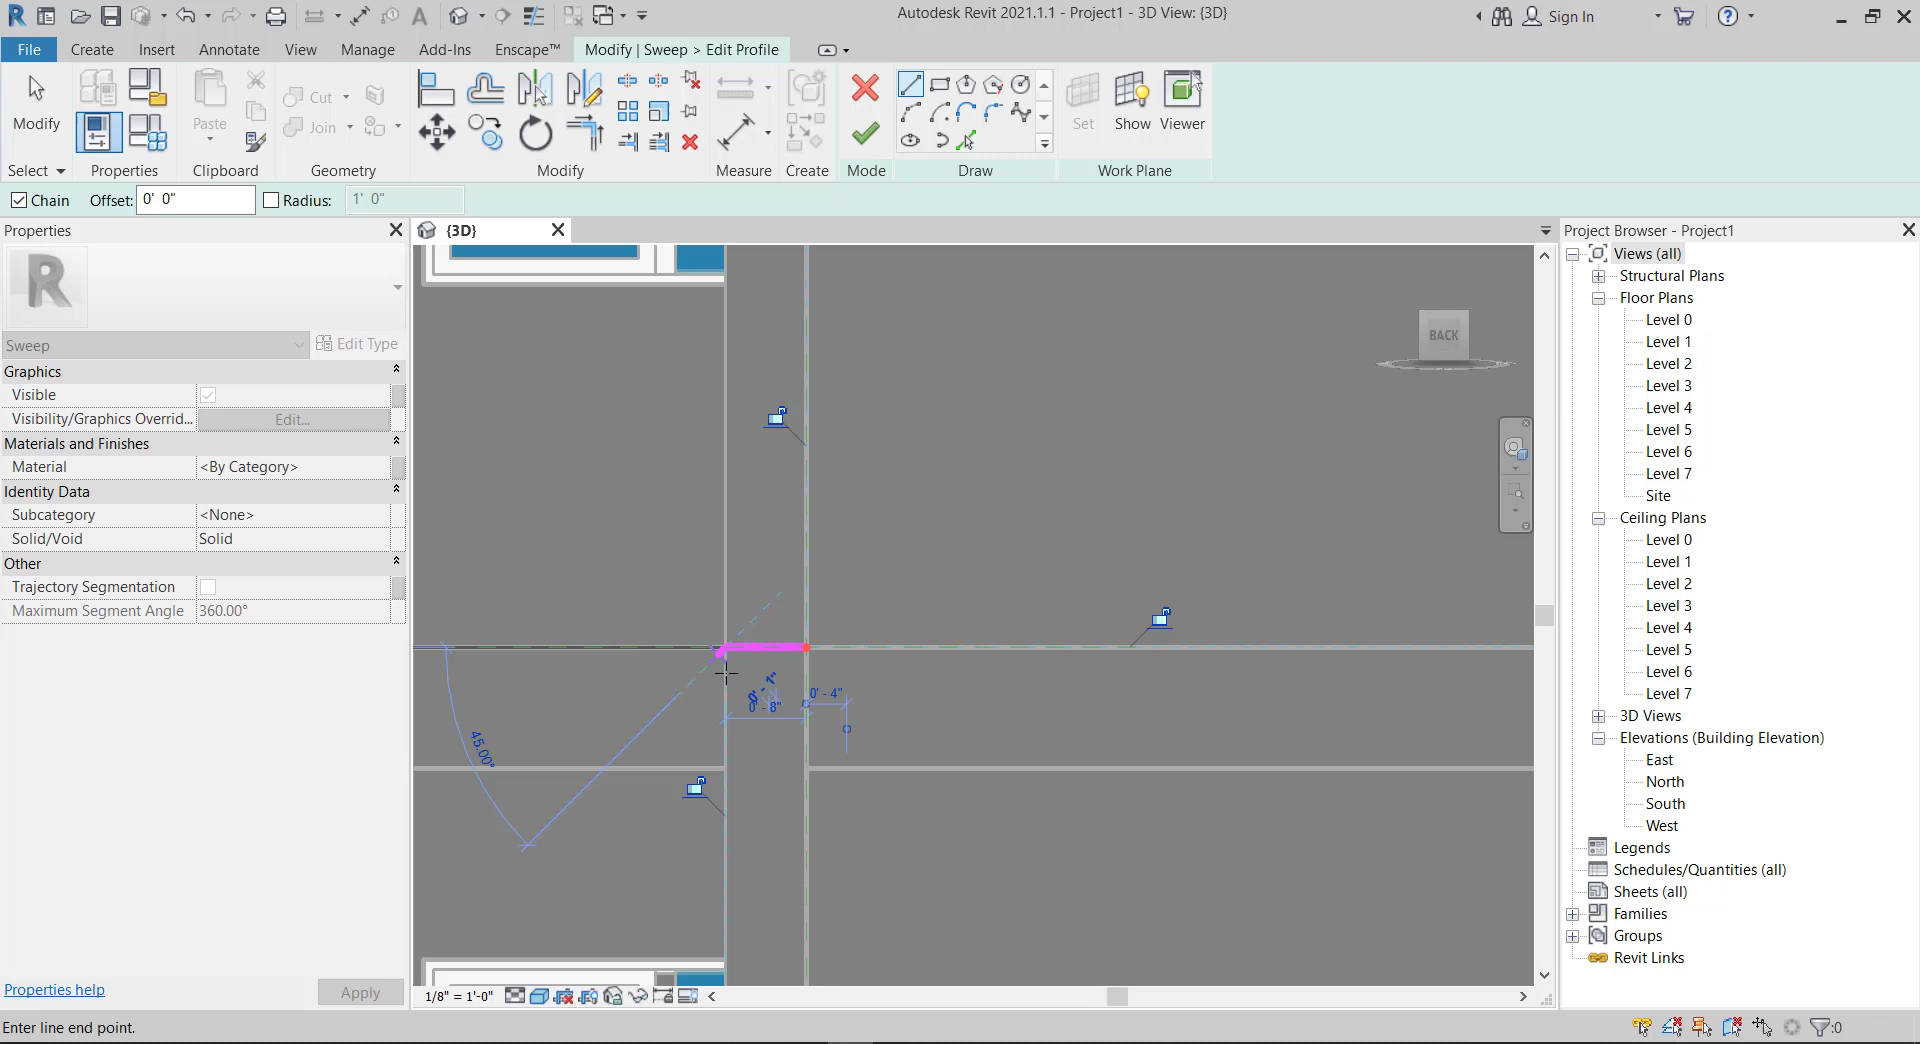 Autodesk Revit 2021.1.1 - Project1 - 3D View: {3D}
Sign In
File
Create
Insert
Annotate
View
Manage
Add-Ins
Enscape™
Modify | Sweep > Edit Profile
Modify
Paste
Cut
Join
Set
Show
Viewer
Select
Properties
Clipboard
Geometry
Modify
Measure
Create
Mode
Draw
Work Plane
Chain
Offset:
0' 0"
Radius:
1' 0"
Properties
{3D}
Project Browser - Project1
R
Sweep
Edit Type
Graphics
Visible
Visibility/Graphics Overrid...
Edit...
Materials and Finishes
Material
<By Category>
Identity Data
Subcategory
<None>
Solid/Void
Solid
Other
Trajectory Segmentation
Maximum Segment Angle
360.00°
Properties help
Apply
BACK
0' - 1"
0' - 8"
0' - 4"
45.00°
Views (all)
Structural Plans
Floor Plans
Level 0
Level 1
Level 2
Level 3
Level 4
Level 5
Level 6
Level 7
Site
Ceiling Plans
Level 0
Level 1
Level 2
Level 3
Level 4
Level 5
Level 6
Level 7
3D Views
Elevations (Building Elevation)
East
North
South
West
Legends
Schedules/Quantities (all)
Sheets (all)
Families
Groups
Revit Links
1/8" = 1'-0"
Enter line end point.
:0